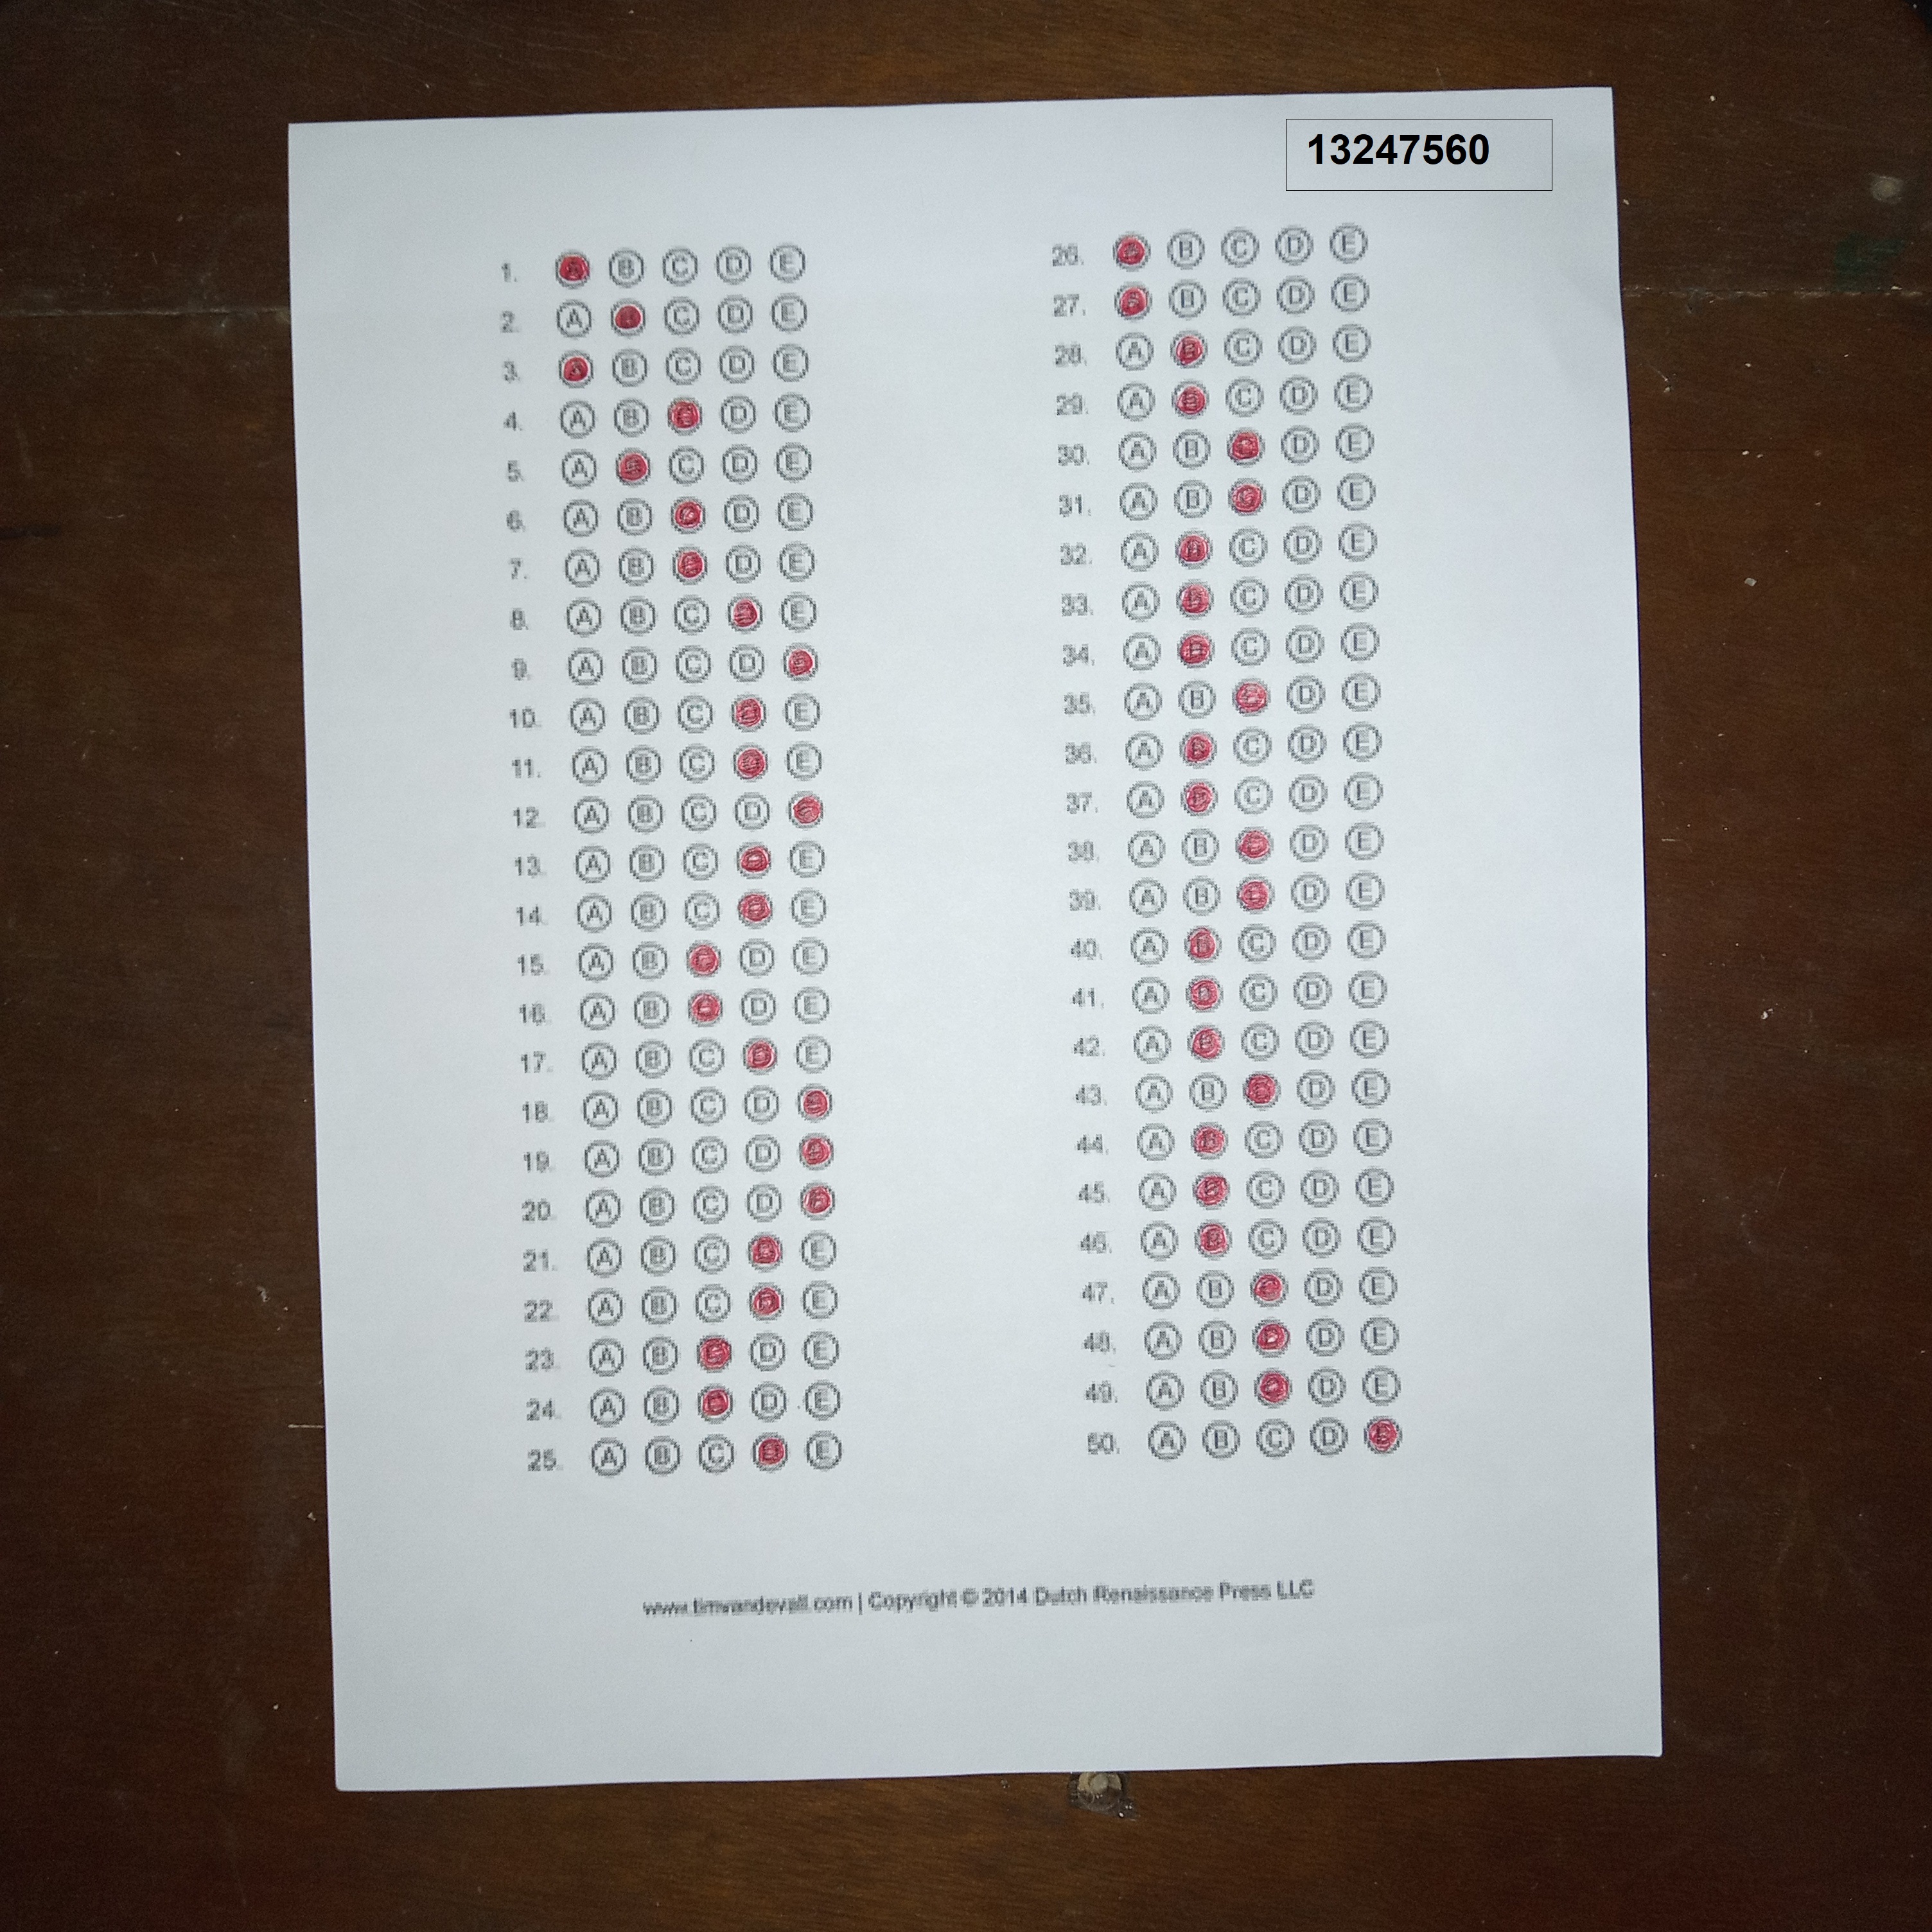 13247560
1. A B C D E
2. A B C D E
3. A B C D E
4. A B C D E
5. A B C D E
6. A B C D E
7. A B C D E
8. A B C D E
9. A B C D E
10. A B C D E
11. A B C D E
12. A B C D E
13. A B C D E
14. A B C D E
15. A B C D E
16. A B C D E
17. A B C D E
18. A B C D E
19. A B C D E
20. A B C D E
21. A B C D E
22. A B C D E
23. A B C D E
24. A B C D E
25. A B C D E
26. A B C D E
27. A B C D E
28. A B C D E
29. A B C D E
30. A B C D E
31. A B C D E
32. A B C D E
33. A B C D E
34. A B C D E
35. A B C D E
36. A B C D E
37. A B C D E
38. A B C D E
39. A B C D E
40. A B C D E
41. A B C D E
42. A B C D E
43. A B C D E
44. A B C D E
45. A B C D E
46. A B C D E
47. A B C D E
48. A B C D E
49. A B C D E
50. A B C D E
www.timvandevall.com | Copyright © 2014 Dutch Renaissance Press LLC